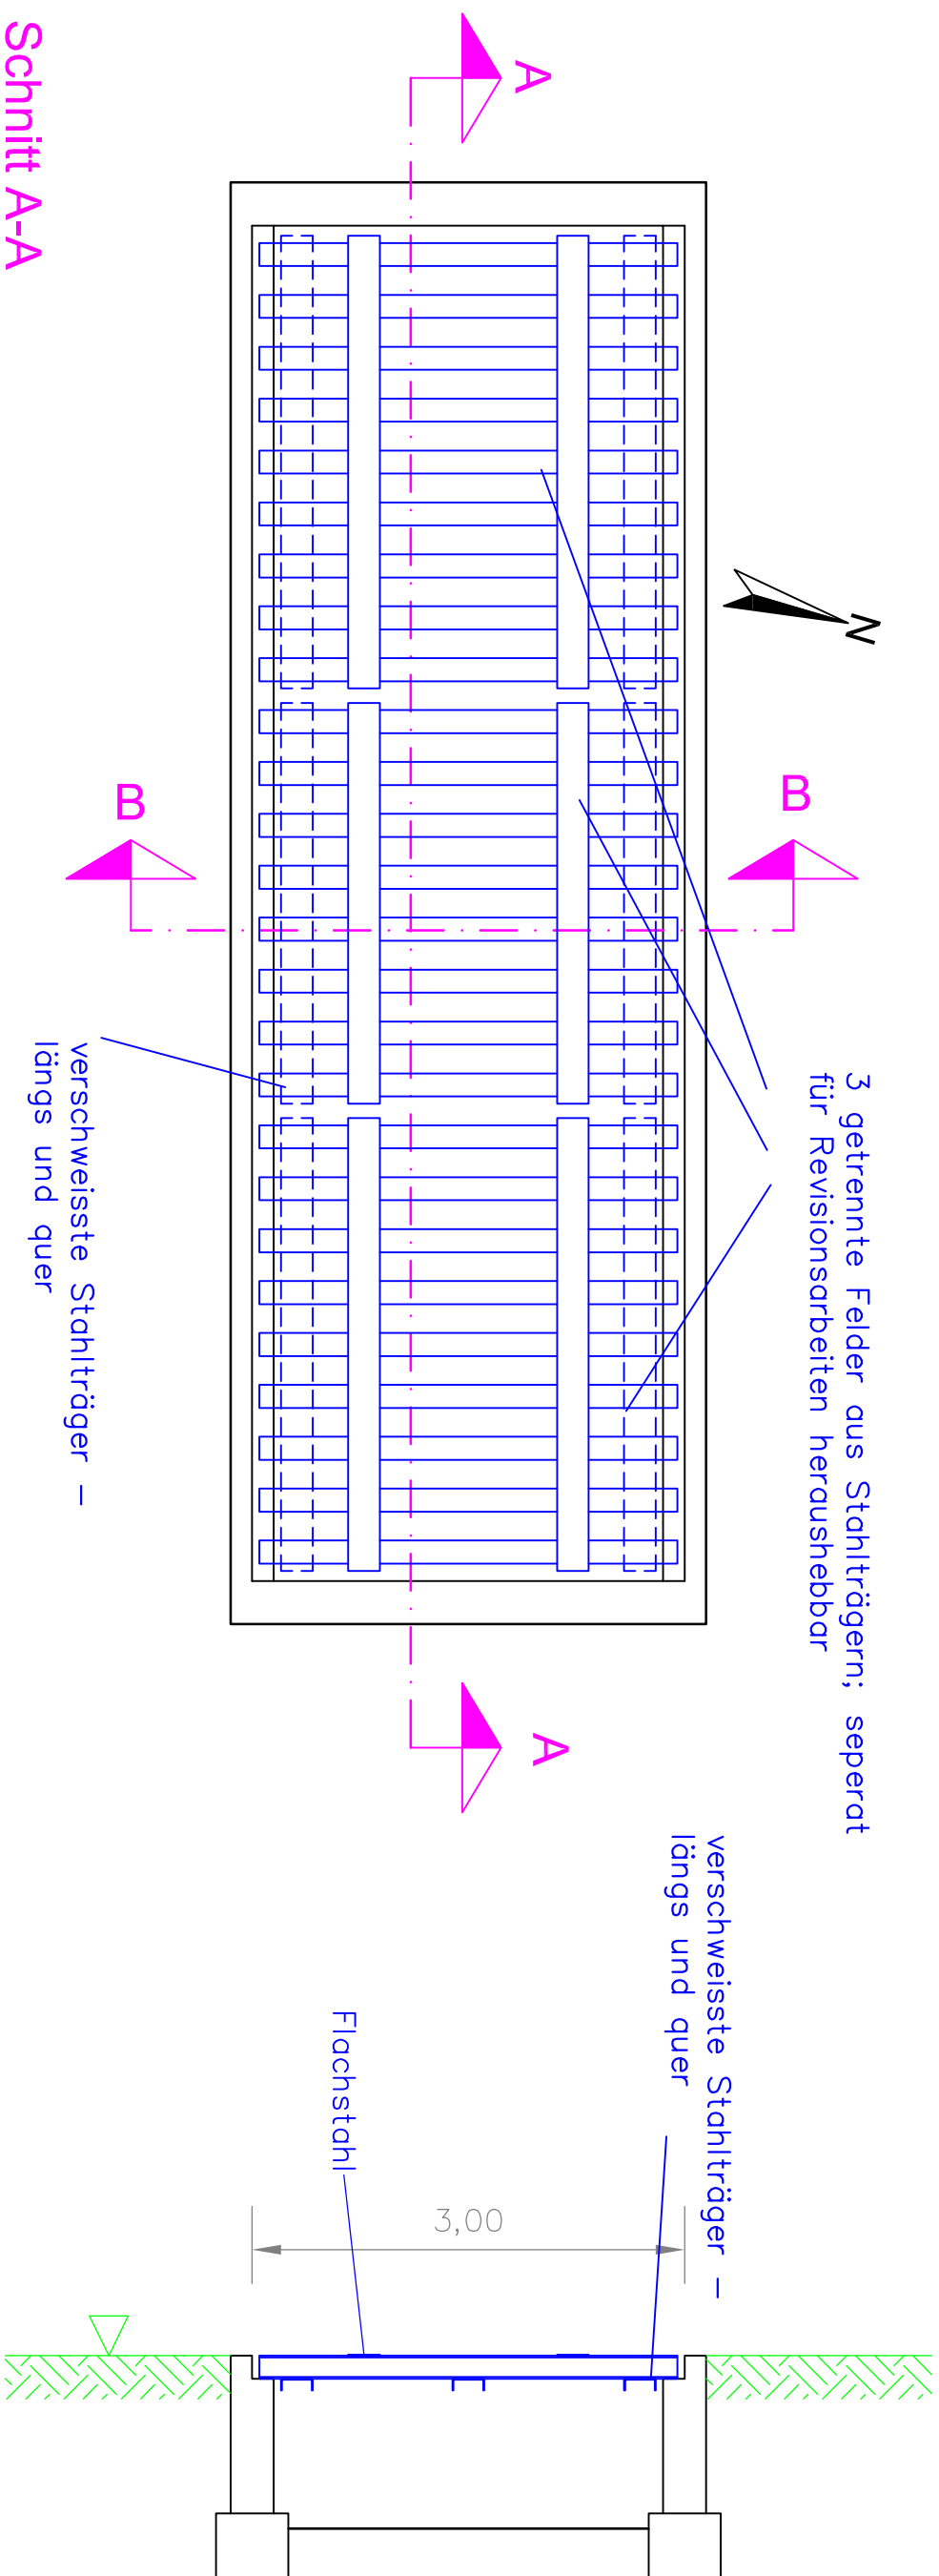 A
N
B
B
3 getrennte Felder aus Stahlträgern; seperat
für Revisionsarbeiten heraushebbar
verschweisste Stahlträger –
längs und quer
A
Schnitt A-A
verschweisste Stahlträger –
längs und quer
Flachstahl
3,00